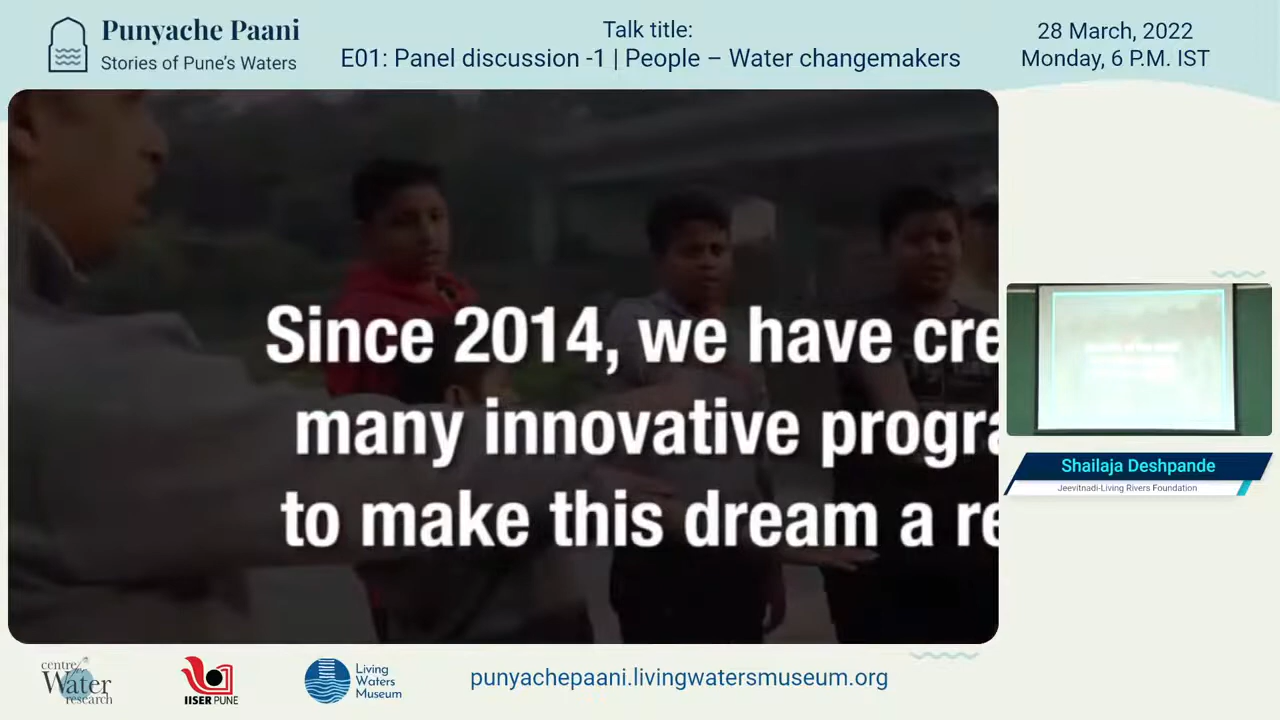 Punyache Paani
Stories of Pune's Waters
Talk title:
E01: Panel discussion -1 | People – Water changemakers
28 March, 2022
Monday, 6 P.M. IST
Since 2014, we have cre
many innovative progra
to make this dream a re
Shailaja Deshpande
Jeevitnadi-Living Rivers Foundation
centre for
Water
research
IISER PUNE
Living
Waters
Museum
punyachepaani.livingwatersmuseum.org